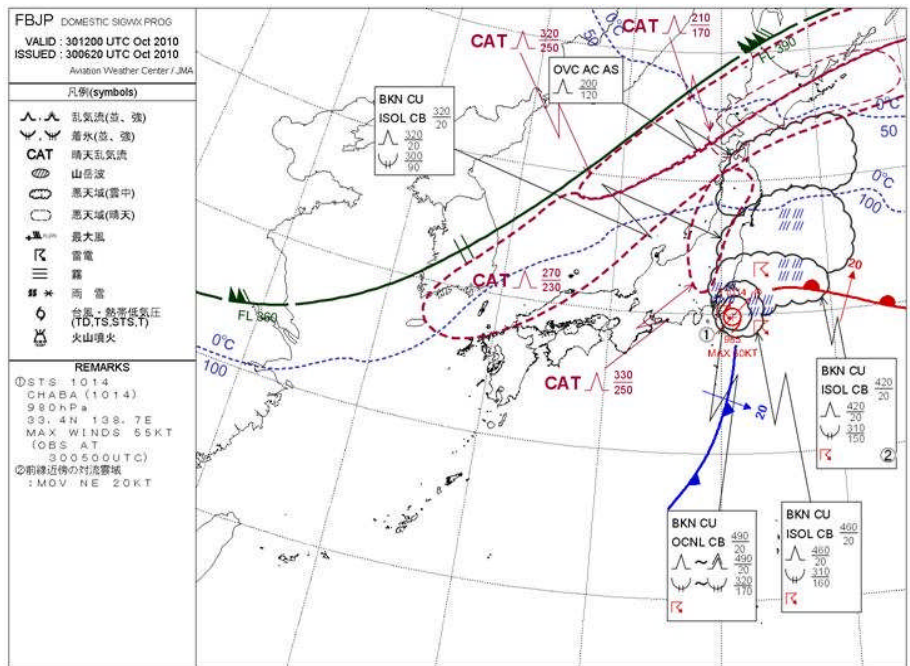 FBJP DOMESTIC SIGWX PROG
VALID : 301200 UTC Oct 2010
ISSUED : 300620 UTC Oct 2010
Aviation Weather Center / JMA
凡例(symbols)
乱気流(並、強)
着氷(並、強)
CAT 晴天乱気流
山岳波
悪天域(雲中)
悪天域(晴天)
最大風
雷電
霧
雨 雪
台風・熱帯低気圧
(TD,TS,STS,T)
火山噴火
REMARKS
①STS 1014
CHABA (1014)
980hPa
33.4N 138.7E
MAX WINDS 55KT
(OBS AT
300500UTC)
②前線近傍の対流雲域
:MOV NE 20KT
CAT 320
250
CAT 210
170
50
0℃
FL 390
OVC AC AS
200
120
BKN CU
ISOL CB 320
20
320
20
300
90
0℃
50
0℃
100
CAT 270
230
FL 360
0℃
100
20
①
MAX 50KT
CAT 330
250
20
BKN CU
ISOL CB 420
20
420
20
310
150
②
BKN CU
OCNL CB 490
20
～ 490
20
～ 320
170
BKN CU
ISOL CB 460
20
460
20
310
160